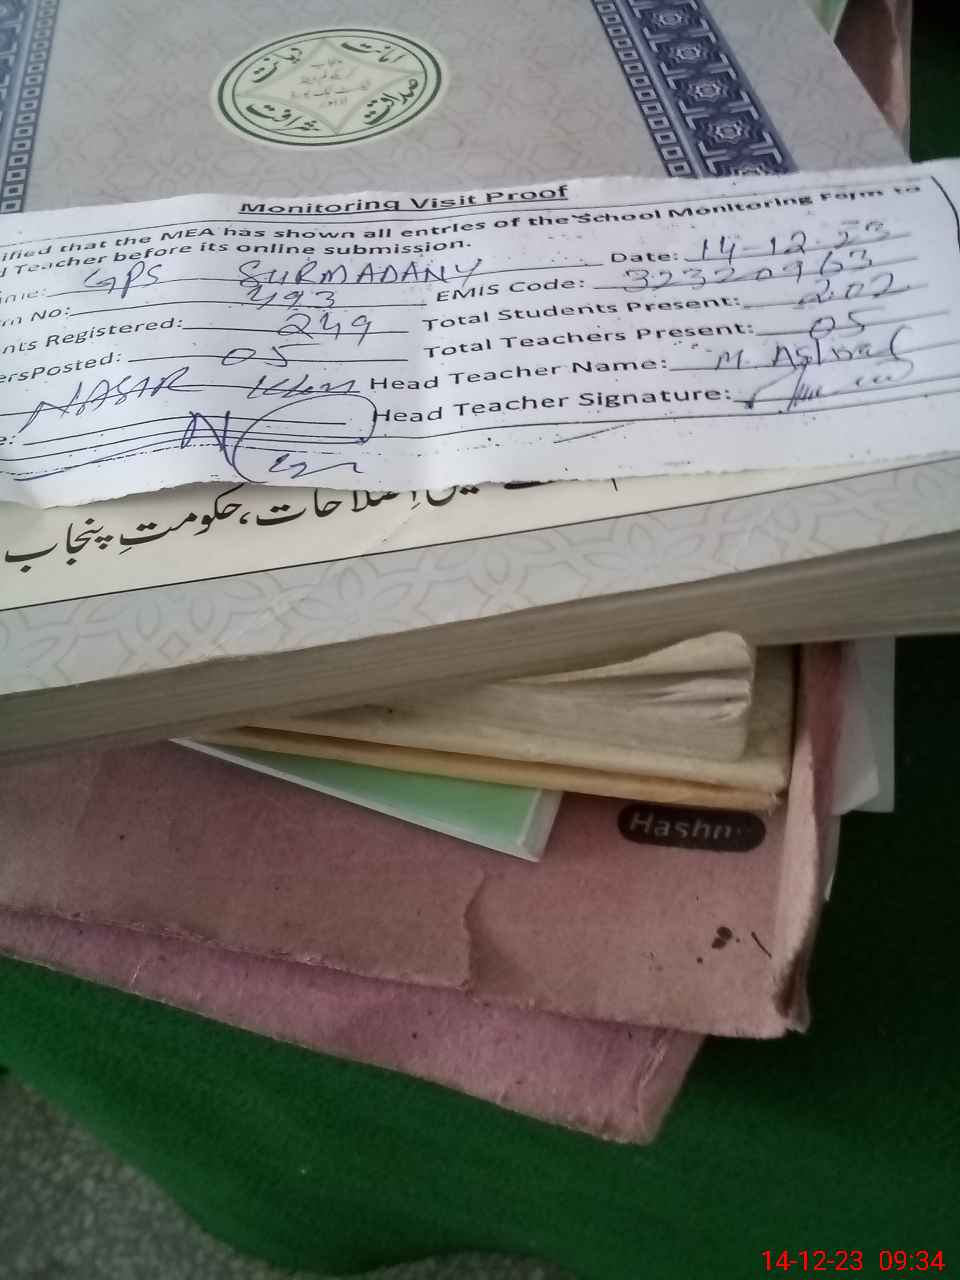 امانت
دیانت
صداقت
شرافت
Monitoring Visit Proof
ified that the MEA has shown all entries of the School Monitoring Form to
d Teacher before its online submission.
Date: 14-12-23
me: GPS SURMADANY
EMIS Code: 32320963
rn No: 493
Total Students Present: 202
nts Registered: 249
Total Teachers Present: 05
ersPosted: 05
Head Teacher Name: M.
NASAR Khan
Head Teacher Signature:
e:
اصلاحات، حکومتِ پنجاب
Hashn
14-12-23 09:34